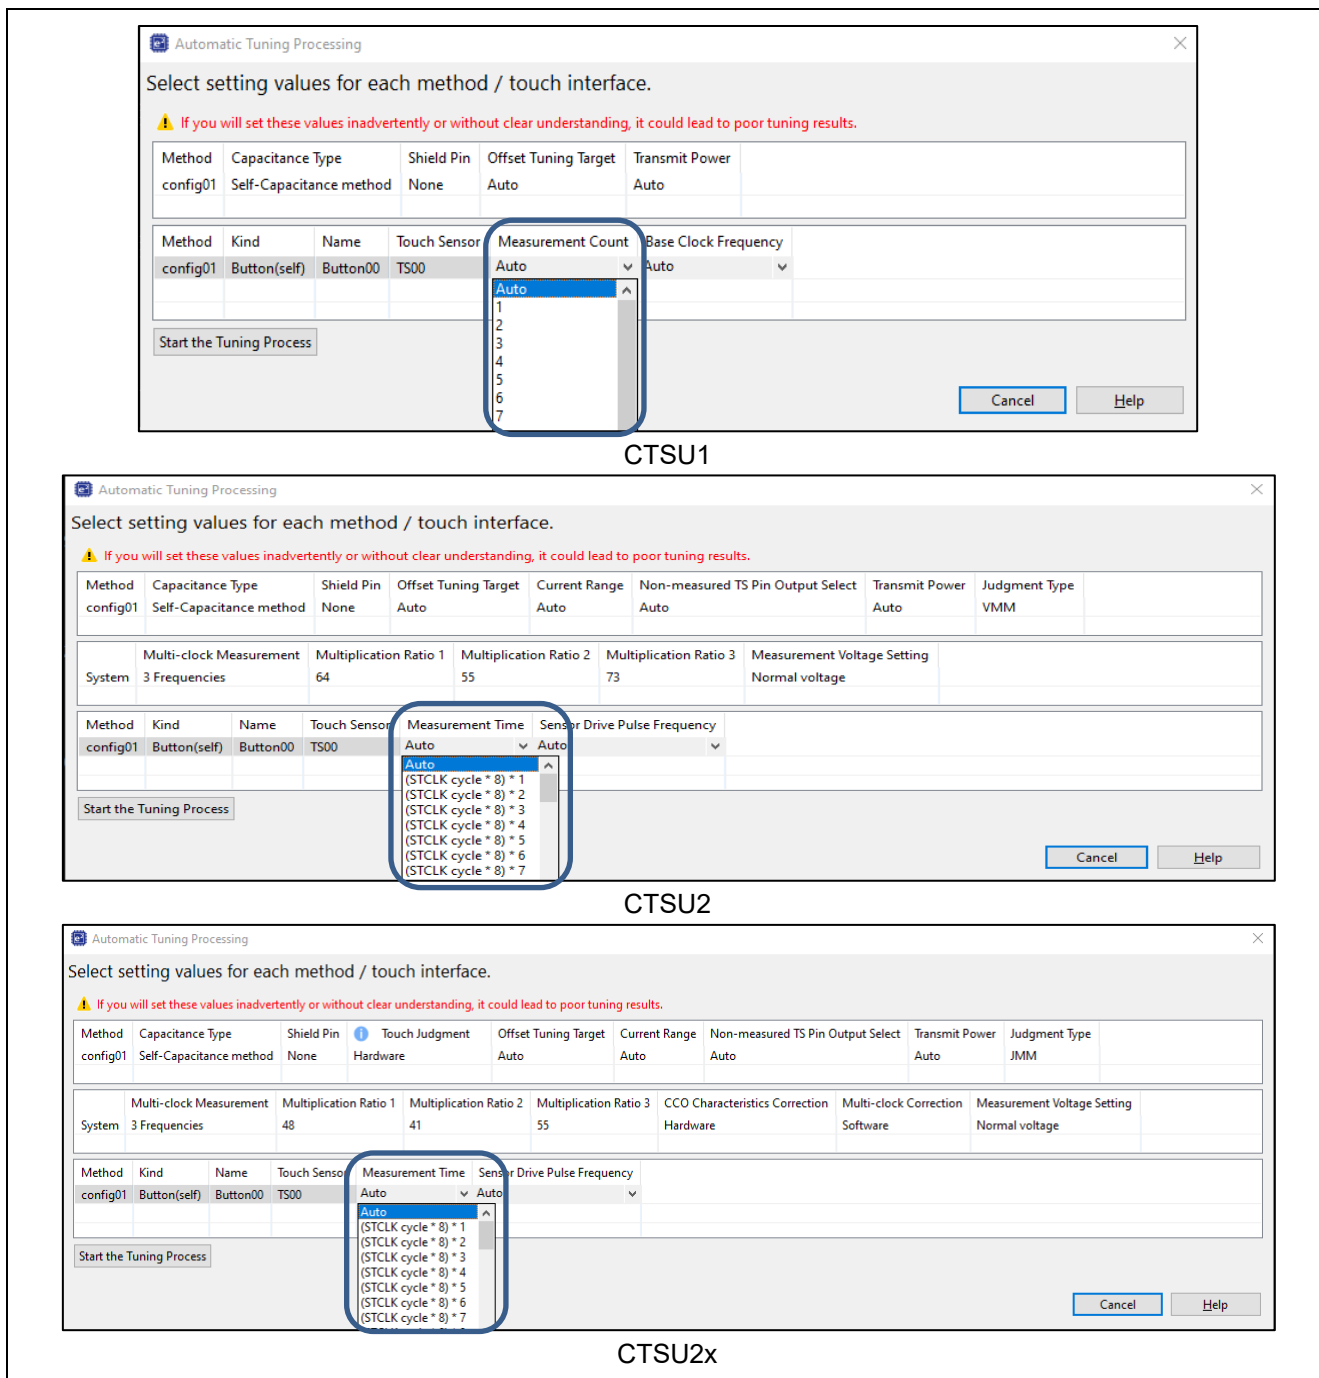 Automatic Tuning Processing
Select setting values for each method / touch interface.
If you will set these values inadvertently or without clear understanding, it could lead to poor tuning results.
Method Capacitance Type Shield Pin Offset Tuning Target Transmit Power
config01 Self-Capacitance method None Auto Auto
Method Kind Name Touch Sensor Measurement Count Base Clock Frequency
config01 Button(self) Button00 TS00 Auto Auto
Auto
1
2
3
4
5
6
7
Start the Tuning Process
Cancel Help
CTSU1
Automatic Tuning Processing
Select setting values for each method / touch interface.
If you will set these values inadvertently or without clear understanding, it could lead to poor tuning results.
Method Capacitance Type Shield Pin Offset Tuning Target Current Range Non-measured TS Pin Output Select Transmit Power Judgment Type
config01 Self-Capacitance method None Auto Auto Auto Auto VMM
Multi-clock Measurement Multiplication Ratio 1 Multiplication Ratio 2 Multiplication Ratio 3 Measurement Voltage Setting
System 3 Frequencies 64 55 73 Normal voltage
Method Kind Name Touch Sensor Measurement Time Sensor Drive Pulse Frequency
config01 Button(self) Button00 TS00 Auto Auto
Auto
(STCLK cycle * 8) * 1
(STCLK cycle * 8) * 2
(STCLK cycle * 8) * 3
(STCLK cycle * 8) * 4
(STCLK cycle * 8) * 5
(STCLK cycle * 8) * 6
(STCLK cycle * 8) * 7
Start the Tuning Process
Cancel Help
CTSU2
Automatic Tuning Processing
Select setting values for each method / touch interface.
If you will set these values inadvertently or without clear understanding, it could lead to poor tuning results.
Method Capacitance Type Shield Pin Touch Judgment Offset Tuning Target Current Range Non-measured TS Pin Output Select Transmit Power Judgment Type
config01 Self-Capacitance method None Hardware Auto Auto Auto Auto JMM
Multi-clock Measurement Multiplication Ratio 1 Multiplication Ratio 2 Multiplication Ratio 3 CCO Characteristics Correction Multi-clock Correction Measurement Voltage Setting
System 3 Frequencies 48 41 55 Hardware Software Normal voltage
Method Kind Name Touch Sensor Measurement Time Sensor Drive Pulse Frequency
config01 Button(self) Button00 TS00 Auto Auto
Auto
(STCLK cycle * 8) * 1
(STCLK cycle * 8) * 2
(STCLK cycle * 8) * 3
(STCLK cycle * 8) * 4
(STCLK cycle * 8) * 5
(STCLK cycle * 8) * 6
(STCLK cycle * 8) * 7
Start the Tuning Process
Cancel Help
CTSU2x